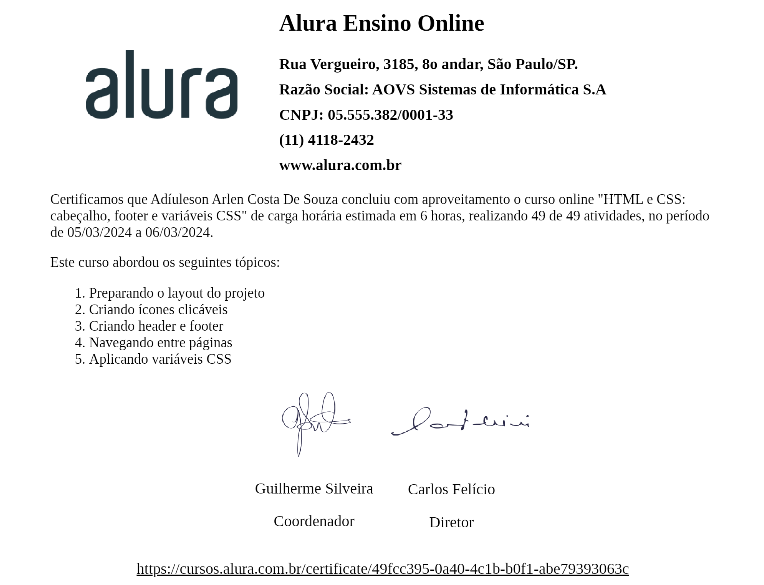 Alura Ensino Online
alura
Rua Vergueiro, 3185, 8o andar, São Paulo/SP.
Razão Social: AOVS Sistemas de Informática S.A
CNPJ: 05.555.382/0001-33
(11) 4118-2432
www.alura.com.br
Certificamos que Adíuleson Arlen Costa De Souza concluiu com aproveitamento o curso online "HTML e CSS:
cabeçalho, footer e variáveis CSS" de carga horária estimada em 6 horas, realizando 49 de 49 atividades, no período
de 05/03/2024 a 06/03/2024.
Este curso abordou os seguintes tópicos:
1. Preparando o layout do projeto
2. Criando ícones clicáveis
3. Criando header e footer
4. Navegando entre páginas
5. Aplicando variáveis CSS
Guilherme Silveira Carlos Felício
Coordenador Diretor
https://cursos.alura.com.br/certificate/49fcc395-0a40-4c1b-b0f1-abe79393063c